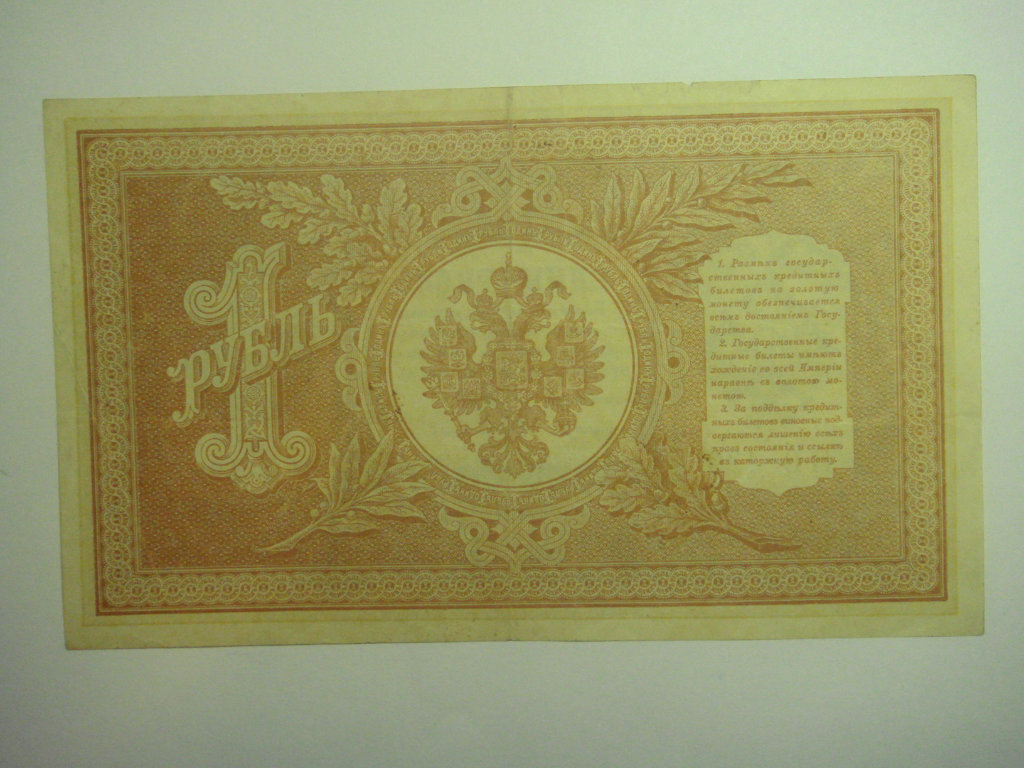 1
РУБЛЬ
1. Размѣнъ государ-
ственныхъ кредитныхъ
билетовъ на золотую
монету обезпечивается
всѣмъ достояніемъ Госу-
дарства.
2. Государственные кре-
дитные билеты имѣютъ
хожденіе во всей Имперіи
наравнѣ съ золотою мо-
нетою.
3. За поддѣлку кредит-
ныхъ билетовъ виновные под-
вергаются лишенію всѣхъ
правъ состоянія и ссылкѣ
въ каторжную работу.